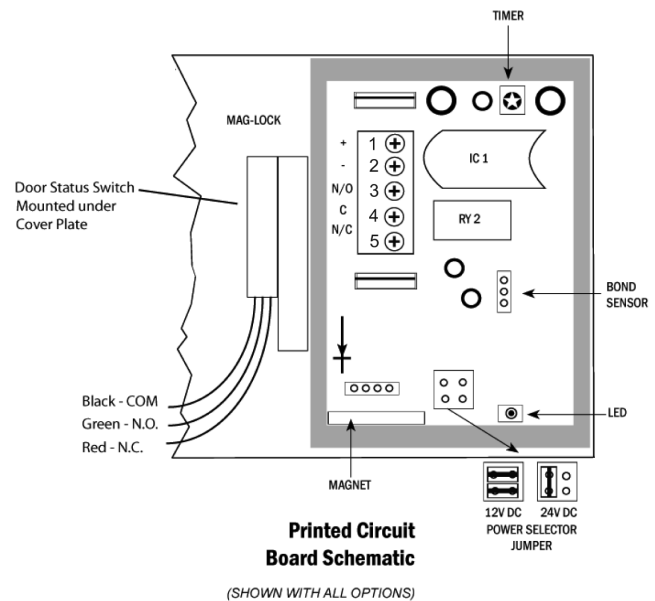 TIMER
MAG-LOCK
Door Status Switch
Mounted under
Cover Plate
+ 1
- 2
N/O 3
C 4
N/C 5
IC 1
RY 2
BOND
SENSOR
Black - COM
Green - N.O.
Red - N.C.
LED
MAGNET
12V DC 24V DC
POWER SELECTOR
JUMPER
Printed Circuit
Board Schematic
(SHOWN WITH ALL OPTIONS)